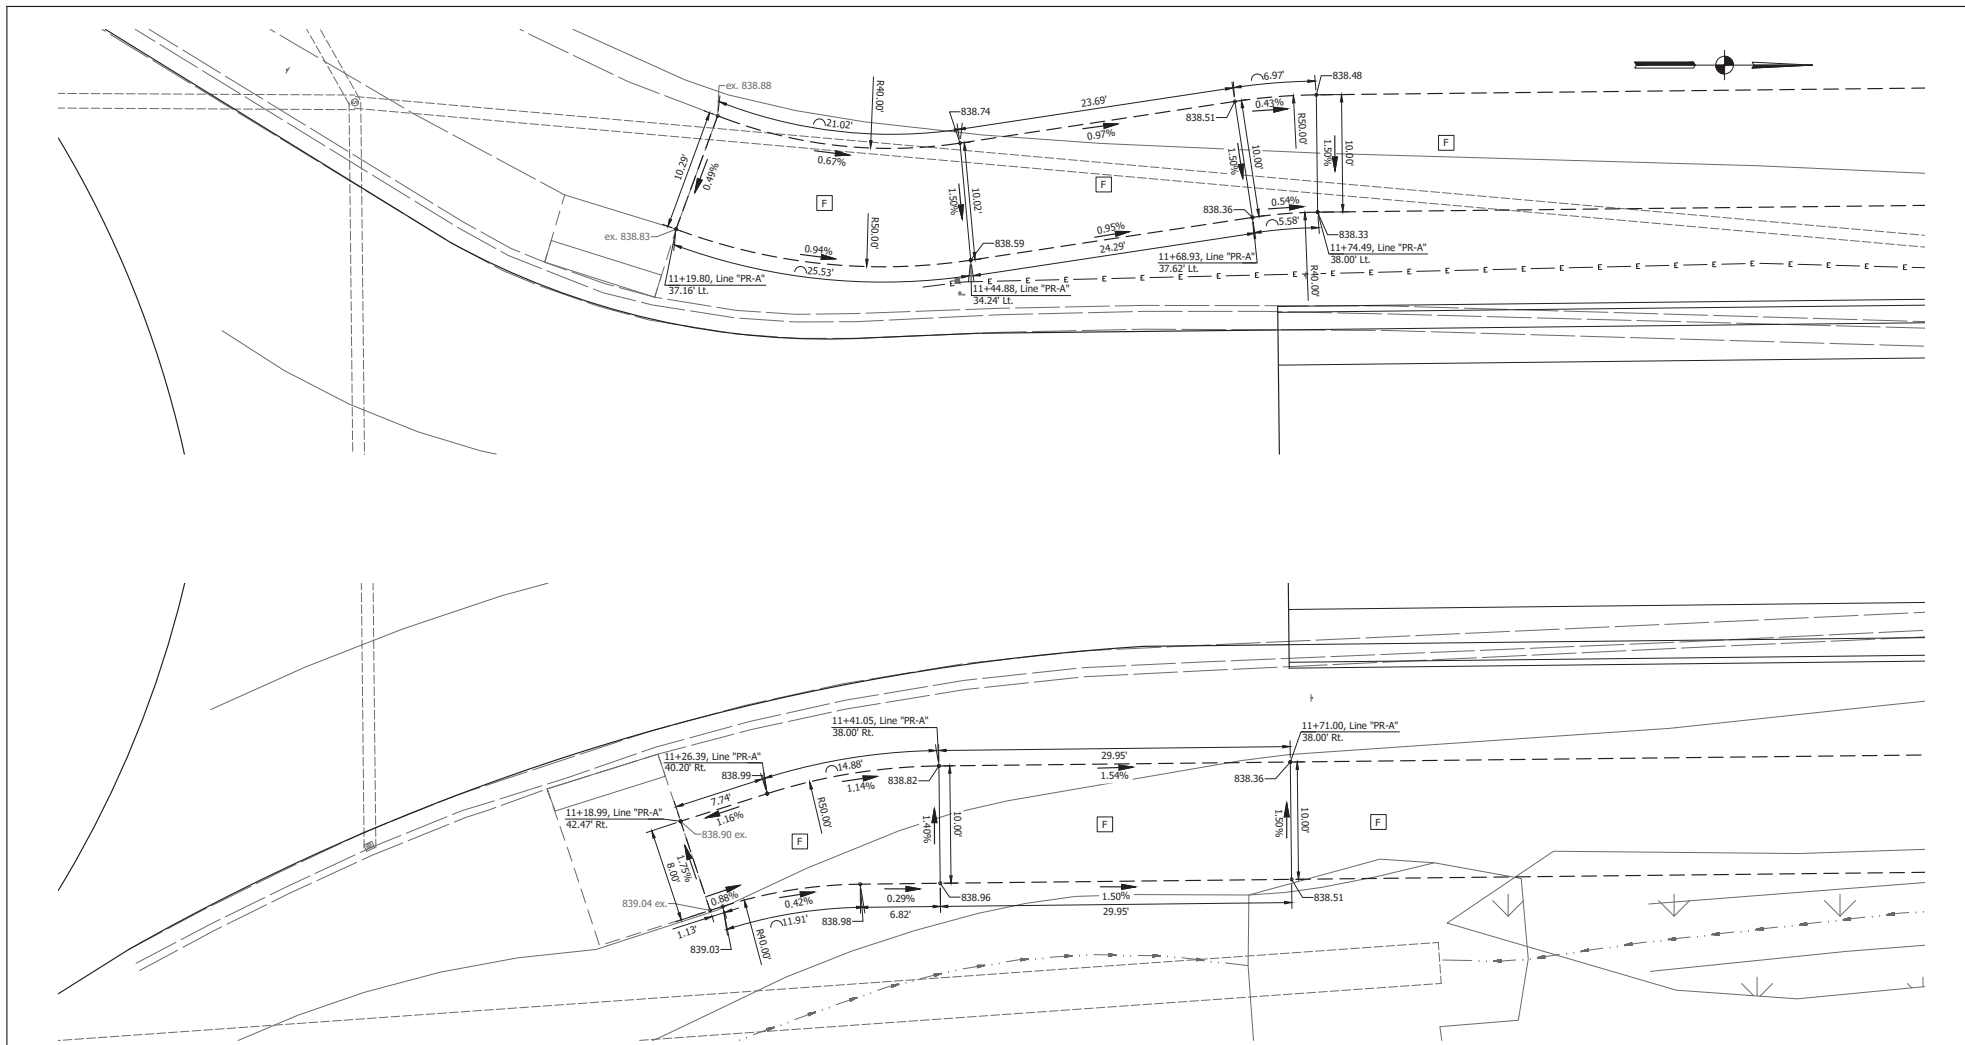 ex. 838.88
R40.00'
21.02'
838.74
23.69'
6.97'
838.48
838.51
0.43%
R50.00'
0.97%
0.67%
10.29'
0.49%
1.50%
10.02'
1.50%
10.00'
1.50%
10.00'
F
F
F
ex. 838.83
R50.00'
0.94%
25.53'
838.59
0.95%
24.29'
838.36
0.54%
5.58'
838.33
11+74.49, Line "PR-A"
38.00' Lt.
11+68.93, Line "PR-A"
37.62' Lt.
R40.00'
11+19.80, Line "PR-A"
37.16' Lt.
11+44.88, Line "PR-A"
34.24' Lt.
E E E E E E E E E E E E E E E E E E E E E E E E E E
11+41.05, Line "PR-A"
38.00' Rt.
11+71.00, Line "PR-A"
38.00' Rt.
11+26.39, Line "PR-A"
40.20' Rt.
838.99
14.88'
1.14%
838.82
29.95'
1.54%
838.36
7.74'
1.16%
R50.00'
11+18.99, Line "PR-A"
42.47' Rt.
838.90 ex.
F
F
F
1.40%
10.00'
1.50%
10.00'
8.00'
1.75%
839.04 ex.
0.88%
0.42%
0.29%
838.96
1.50%
838.51
1.13'
839.03
11.91'
R40.00'
838.98
6.82'
29.95'